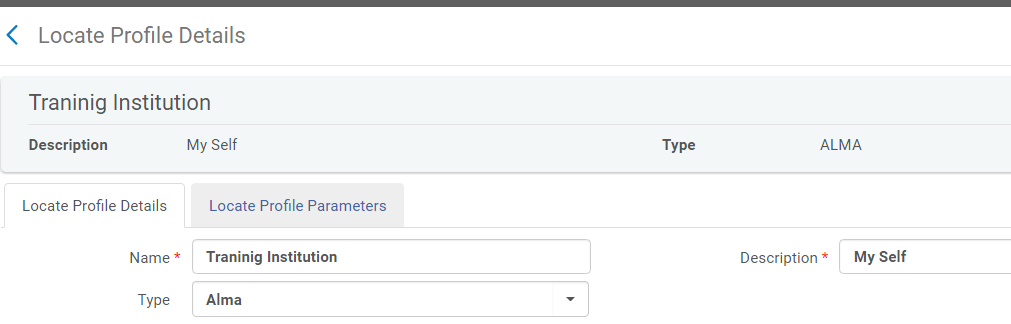 Locate Profile Details
Traninig Institution
Description My Self Type ALMA
Locate Profile Details Locate Profile Parameters
Name * Traninig Institution Description * My Self
Type Alma